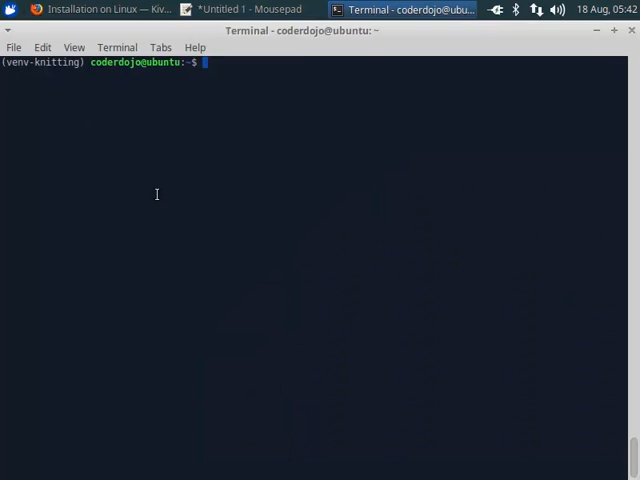 Installation on Linux — Kiv... *Untitled 1 - Mousepad Terminal - coderdojo@ubu... 18 Aug, 05:42
Terminal - coderdojo@ubuntu: ~
File Edit View Terminal Tabs Help
(venv-knitting) coderdojo@ubuntu:~$